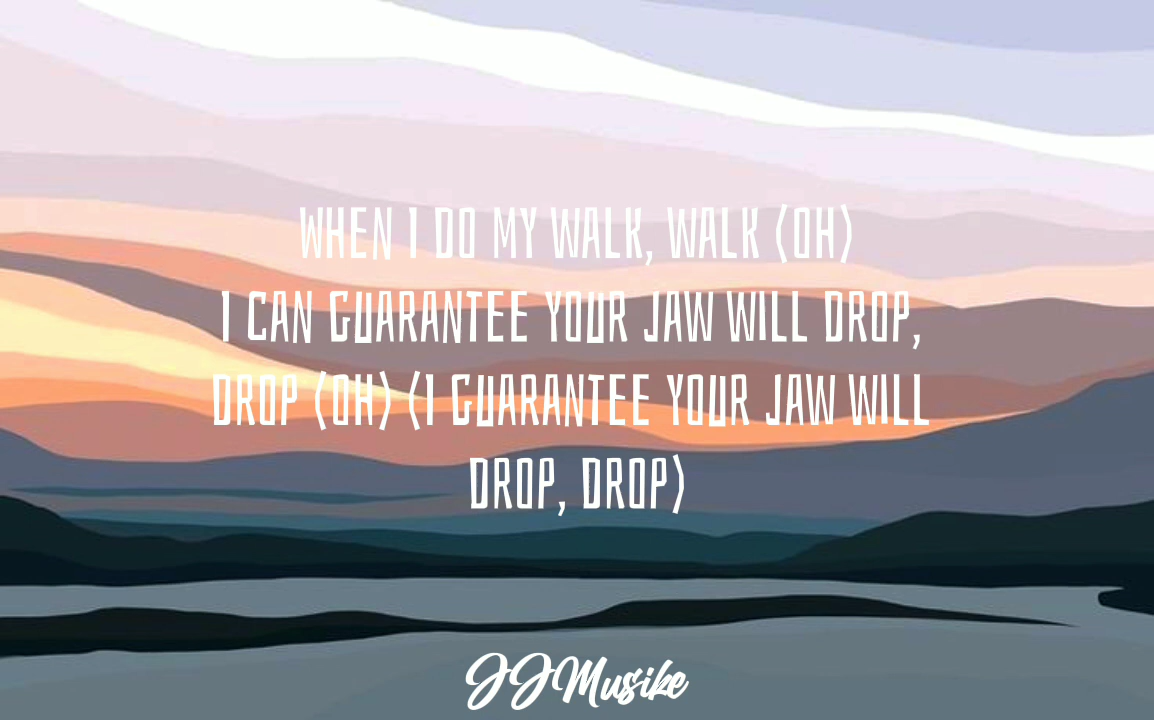 WHEN I DO MY WALK, WALK (OH)
I CAN GUARANTEE YOUR JAW WILL DROP,
DROP (OH) (I GUARANTEE YOUR JAW WILL
DROP, DROP)
JJMusike